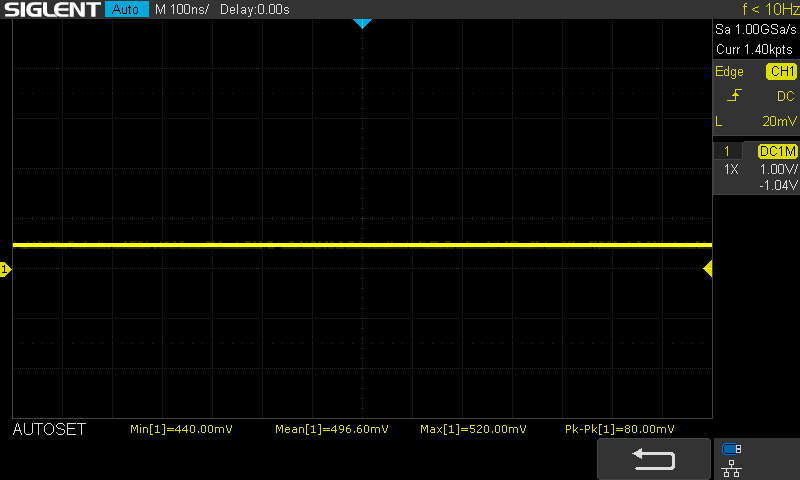 SIGLENT Auto M 100ns/ Delay:0.00s f < 10Hz
Sa 1.00GSa/s
Curr 1.40kpts
Edge CH1
DC
L 20mV
1 DC1M
1X 1.00V/
-1.04V
1
AUTOSET Min[1]=440.00mV Mean[1]=496.60mV Max[1]=520.00mV Pk-Pk[1]=80.00mV